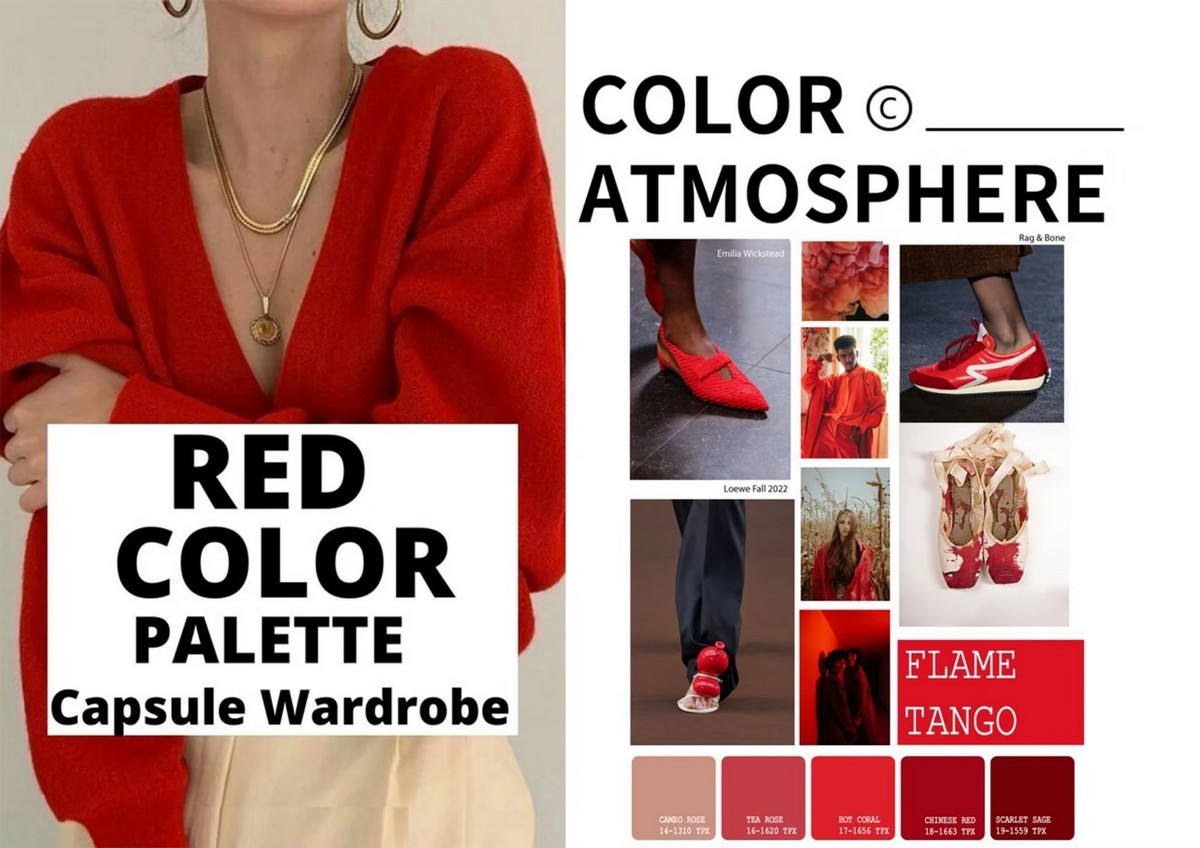 RED
COLOR
PALETTE
Capsule Wardrobe
COLOR ©
ATMOSPHERE
Rag & Bone
Emilia Wickstead
Loewe Fall 2022
FLAME
TANGO
CAMEO ROSE
14-1310 TPX
TEA ROSE
16-1620 TPX
HOT CORAL
17-1656 TPX
CHINESE RED
18-1663 TPX
SCARLET SAGE
19-1559 TPX